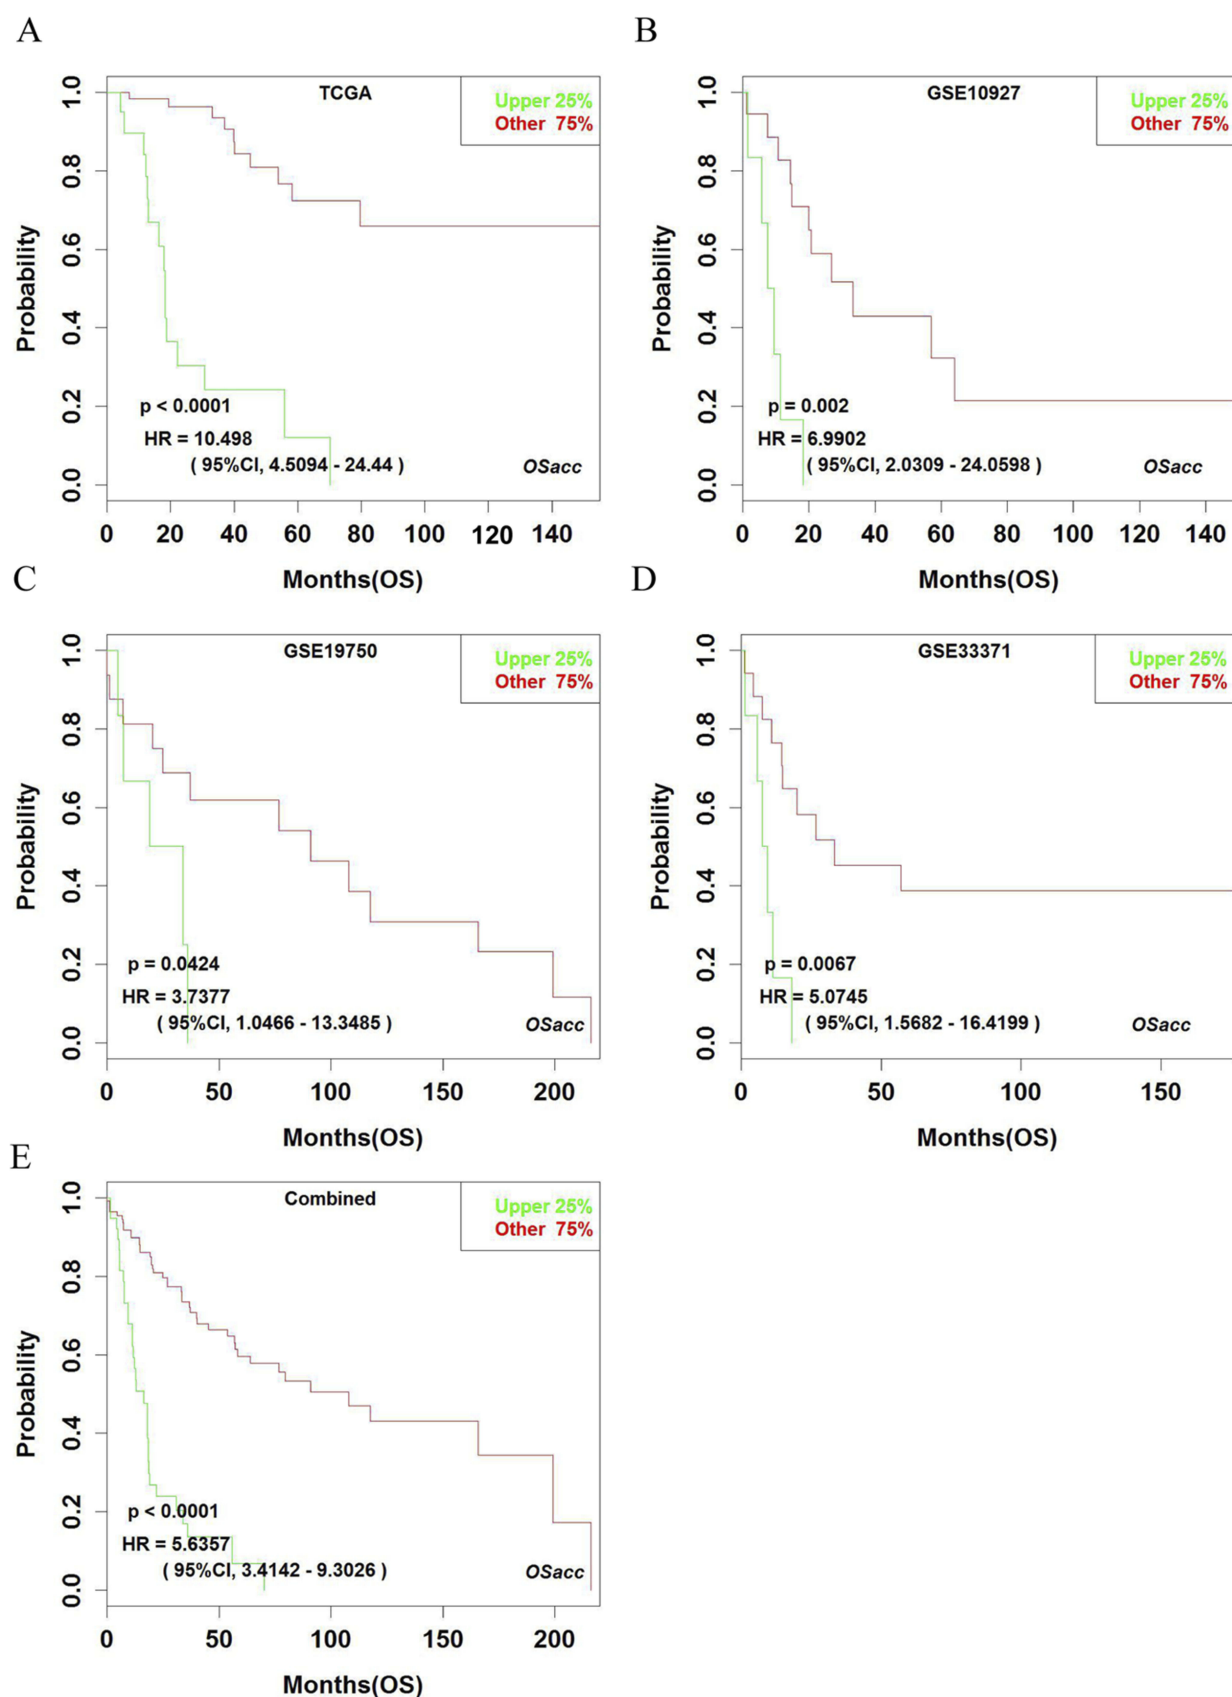 A
TCGA
Upper 25%
Other 75%
Probability
1.0
0.8
0.6
0.4
0.2
0.0
p < 0.0001
HR = 10.498
( 95%CI, 4.5094 - 24.44 )
OSacc
0 20 40 60 80 100 120 140
Months(OS)
B
GSE10927
Upper 25%
Other 75%
Probability
1.0
0.8
0.6
0.4
0.2
0.0
p = 0.002
HR = 6.9902
( 95%CI, 2.0309 - 24.0598 )
OSacc
0 20 40 60 80 100 120 140
Months(OS)
C
GSE19750
Upper 25%
Other 75%
Probability
1.0
0.8
0.6
0.4
0.2
0.0
p = 0.0424
HR = 3.7377
( 95%CI, 1.0466 - 13.3485 )
OSacc
0 50 100 150 200
Months(OS)
D
GSE33371
Upper 25%
Other 75%
Probability
1.0
0.8
0.6
0.4
0.2
0.0
p = 0.0067
HR = 5.0745
( 95%CI, 1.5682 - 16.4199 )
OSacc
0 50 100 150
Months(OS)
E
Combined
Upper 25%
Other 75%
Probability
1.0
0.8
0.6
0.4
0.2
0.0
p < 0.0001
HR = 5.6357
( 95%CI, 3.4142 - 9.3026 )
OSacc
0 50 100 150 200
Months(OS)